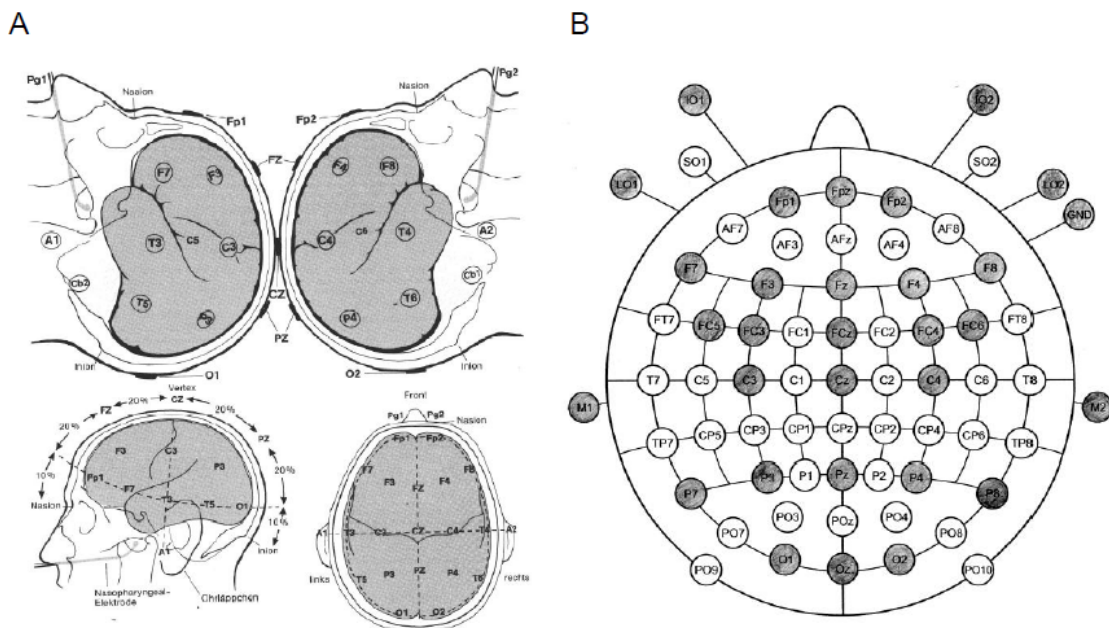 A
B
Pg1
Pg2
Nasion
Nasion
Fp1
Fp2
FZ
F7
F3
F4
F8
A1
T3
C5
C3
C4
C6
T4
A2
Cb2
Cb1
CZ
T5
P3
P4
T6
PZ
Inion
Inion
O1
O2
Vertex
CZ
20%
20%
FZ
PZ
20%
20%
10%
10%
F3
C3
P3
Fp1
F7
T3
T5
O1
Nasion
A1
Inion
Nasopharyngeal-
Elektrode
Ohrläppchen
Front
Pg1
Pg2
Nasion
Fp1
Fp2
F7
F8
F3
FZ
F4
A1
T3
C3
CZ
C4
T4
A2
links
rechts
T5
P3
PZ
P4
T6
O1
O2
IO1
IO2
SO1
SO2
LO1
LO2
GND
Fp1
Fpz
Fp2
AF7
AF3
AFz
AF4
AF8
F7
F3
Fz
F4
F8
FT7
FC5
FC3
FC1
FCz
FC2
FC4
FC6
FT8
T7
C5
C3
C1
Cz
C2
C4
C6
T8
M1
M2
TP7
CP5
CP3
CP1
CPz
CP2
CP4
CP6
TP8
P7
P3
P1
Pz
P2
P4
P8
PO7
PO3
POz
PO4
PO8
PO9
O1
Oz
O2
PO10